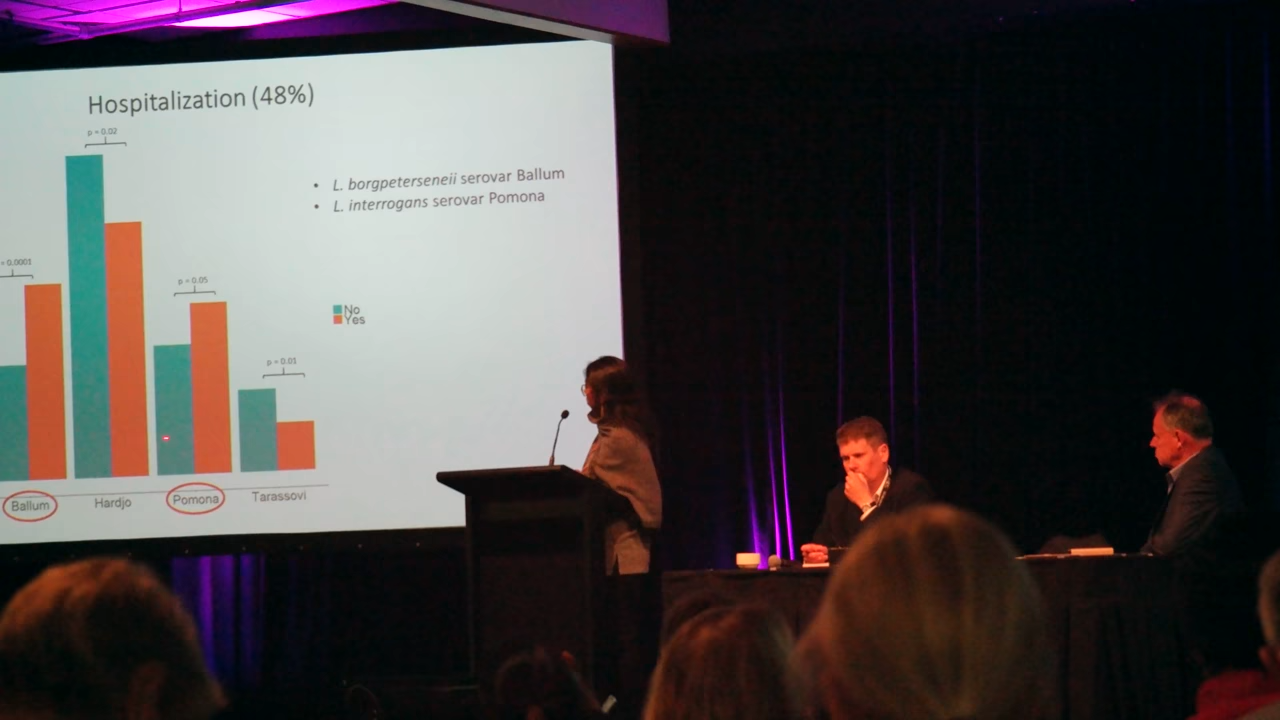 Hospitalization (48%)
p = 0.02
• L. borgpeterseneii serovar Ballum
• L. interrogans serovar Pomona
= 0.0001
p = 0.05
No
Yes
p = 0.01
Ballum
Hardjo
Pomona
Tarassovi